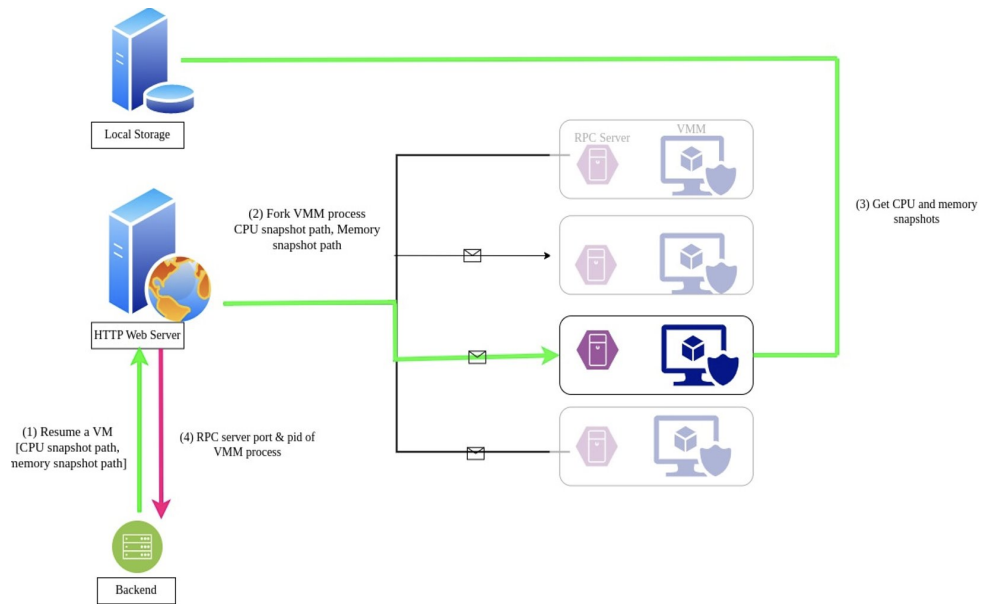 Local Storage
RPC Server
VMM
(2) Fork VMM process
CPU snapshot path, Memory
snapshot path
(3) Get CPU and memory
snapshots
HTTP Web Server
(1) Resume a VM
[CPU snapshot path,
memory snapshot path]
(4) RPC server port & pid of
VMM process
Backend